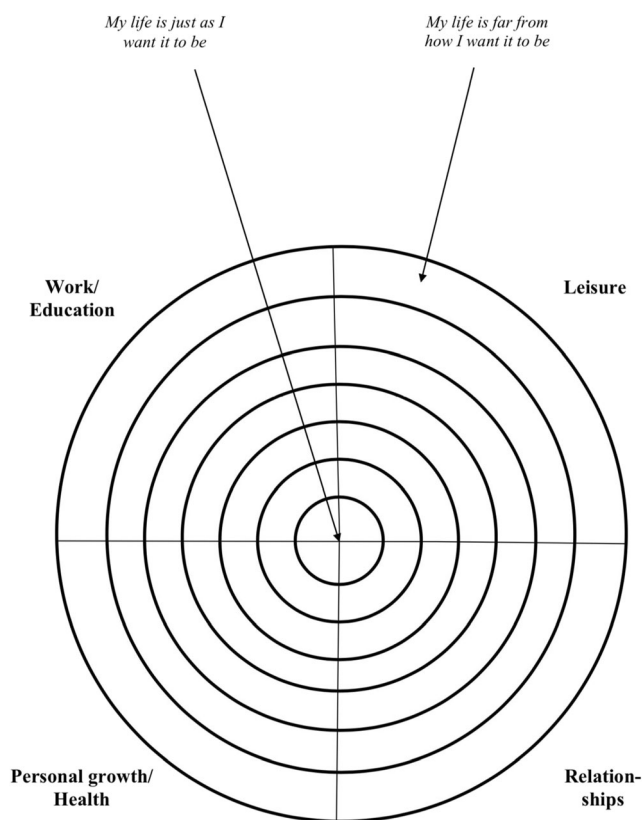 My life is just as I
want it to be
My life is far from
how I want it to be
Work/
Education
Leisure
Personal growth/
Health
Relation-
ships